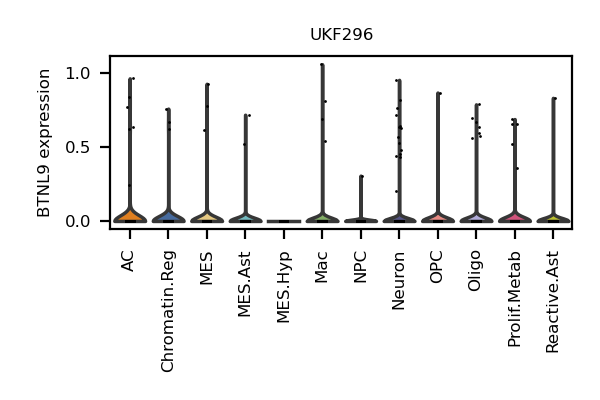 UKF296
BTNL9 expression
1.0
0.5
0.0
AC
Chromatin.Reg
MES
MES.Ast
MES.Hyp
Mac
NPC
Neuron
OPC
Oligo
Prolif.Metab
Reactive.Ast